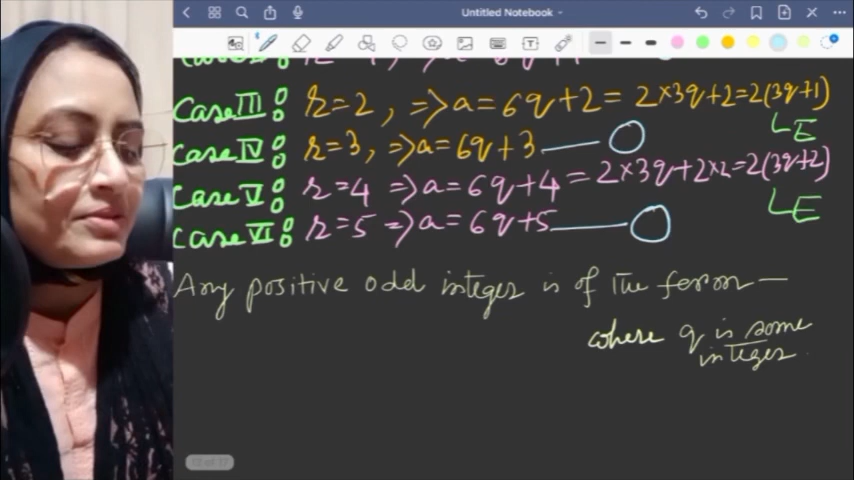 Untitled Notebook
Case III : r=2, => a = 6q+2 = 2×3q+2 = 2(3q+1)
E
Case IV : r=3, => a = 6q+3 — O
Case V : r=4 => a = 6q+4 = 2×3q+2×2 = 2(3q+2)
E
Case VI : r=5 => a = 6q+5 — O
Any positive odd integer is of the form —
where q is some
integer.